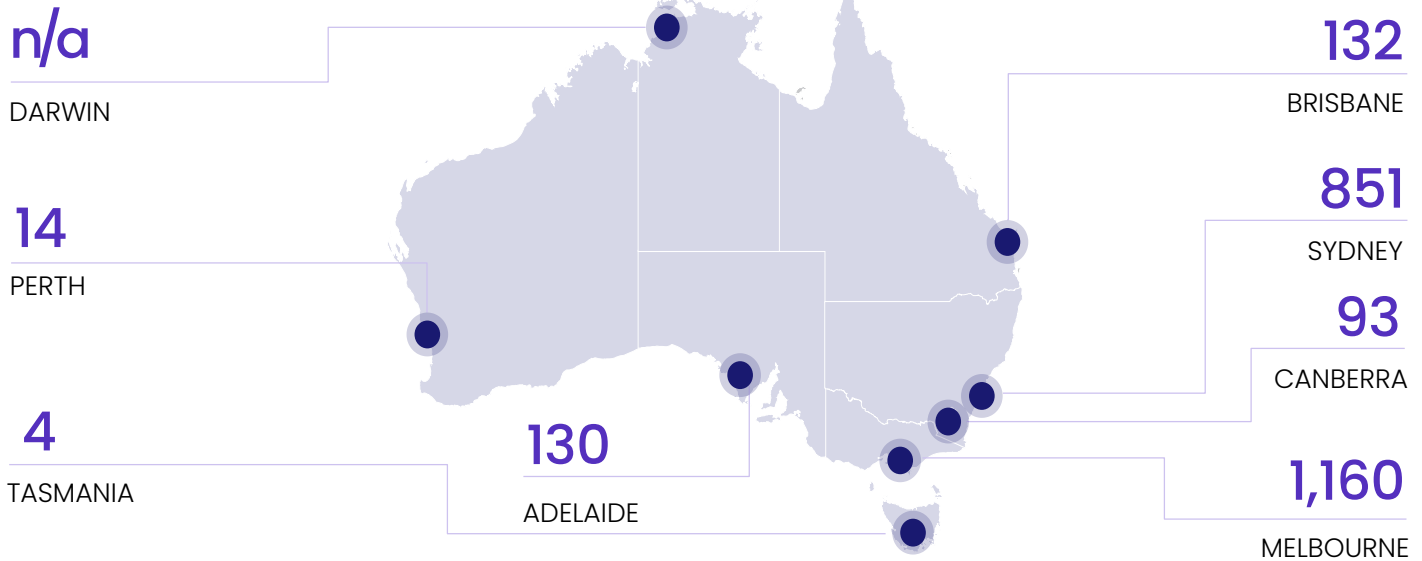 n/a
DARWIN
14
PERTH
4
TASMANIA
130
ADELAIDE
132
BRISBANE
851
SYDNEY
93
CANBERRA
1,160
MELBOURNE